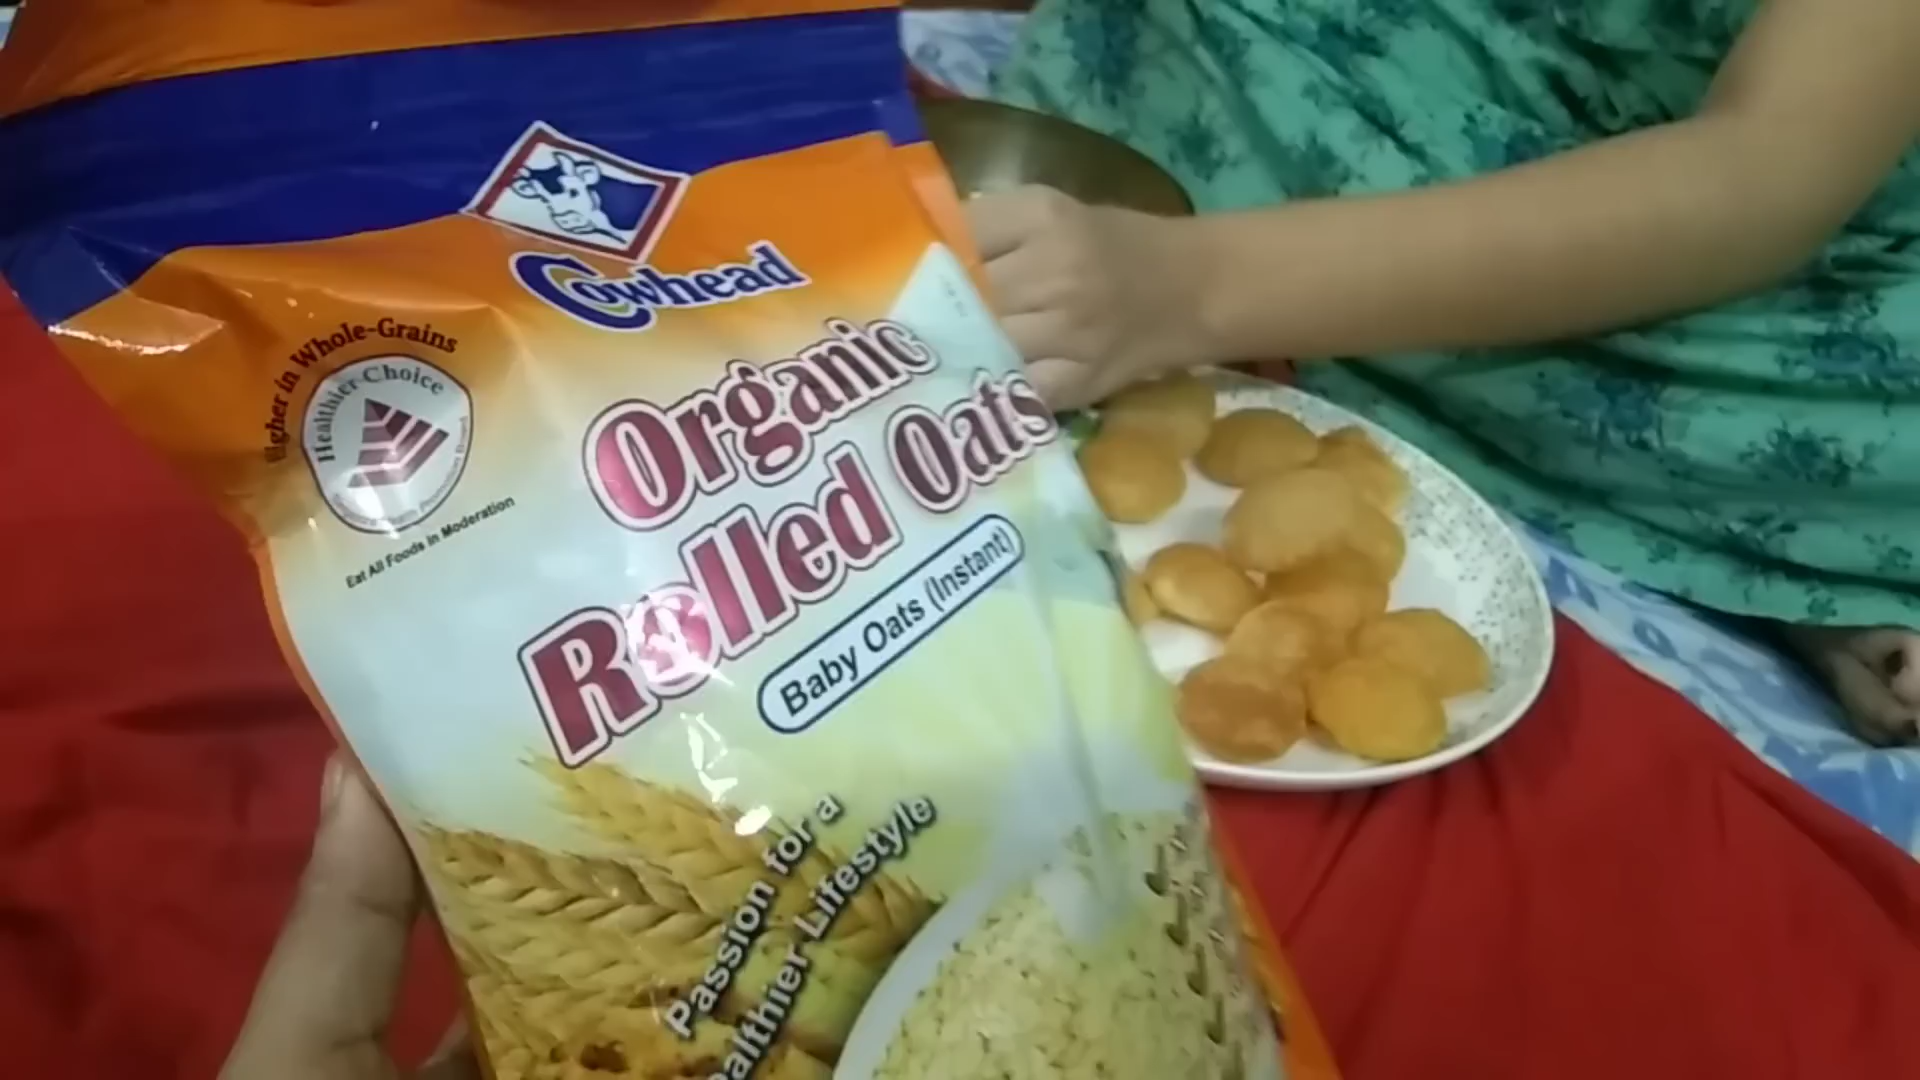 Cowhead
Higher in Whole-Grains
Healthier Choice
Eat All Foods in Moderation
Organic
Rolled Oats
Baby Oats (Instant)
Passion for a
ealthier Lifestyle